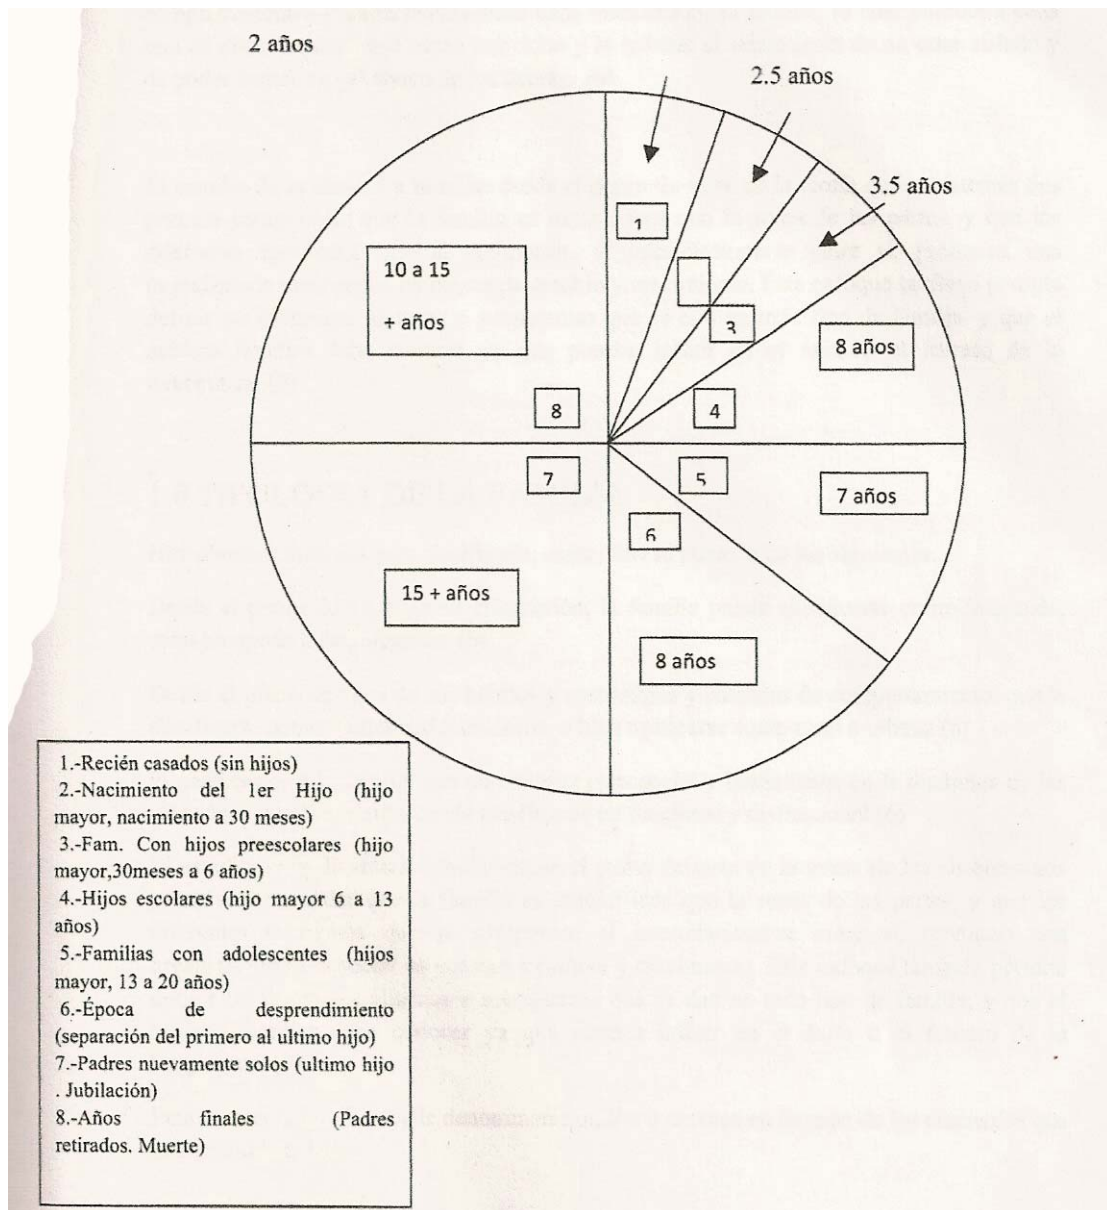 2 años
2.5 años
3.5 años
1
10 a 15
+ años
3
8 años
8
4
7
5
7 años
6
15 + años
8 años
1.-Recién casados (sin hijos)
2.-Nacimiento del 1er Hijo (hijo
mayor, nacimiento a 30 meses)
3.-Fam. Con hijos preescolares (hijo
mayor,30meses a 6 años)
4.-Hijos escolares (hijo mayor 6 a 13
años)
5.-Familias con adolescentes (hijos
mayor, 13 a 20 años)
6.-Época de desprendimiento
(separación del primero al ultimo hijo)
7.-Padres nuevamente solos (ultimo hijo
. Jubilación)
8.-Años finales (Padres
retirados. Muerte)